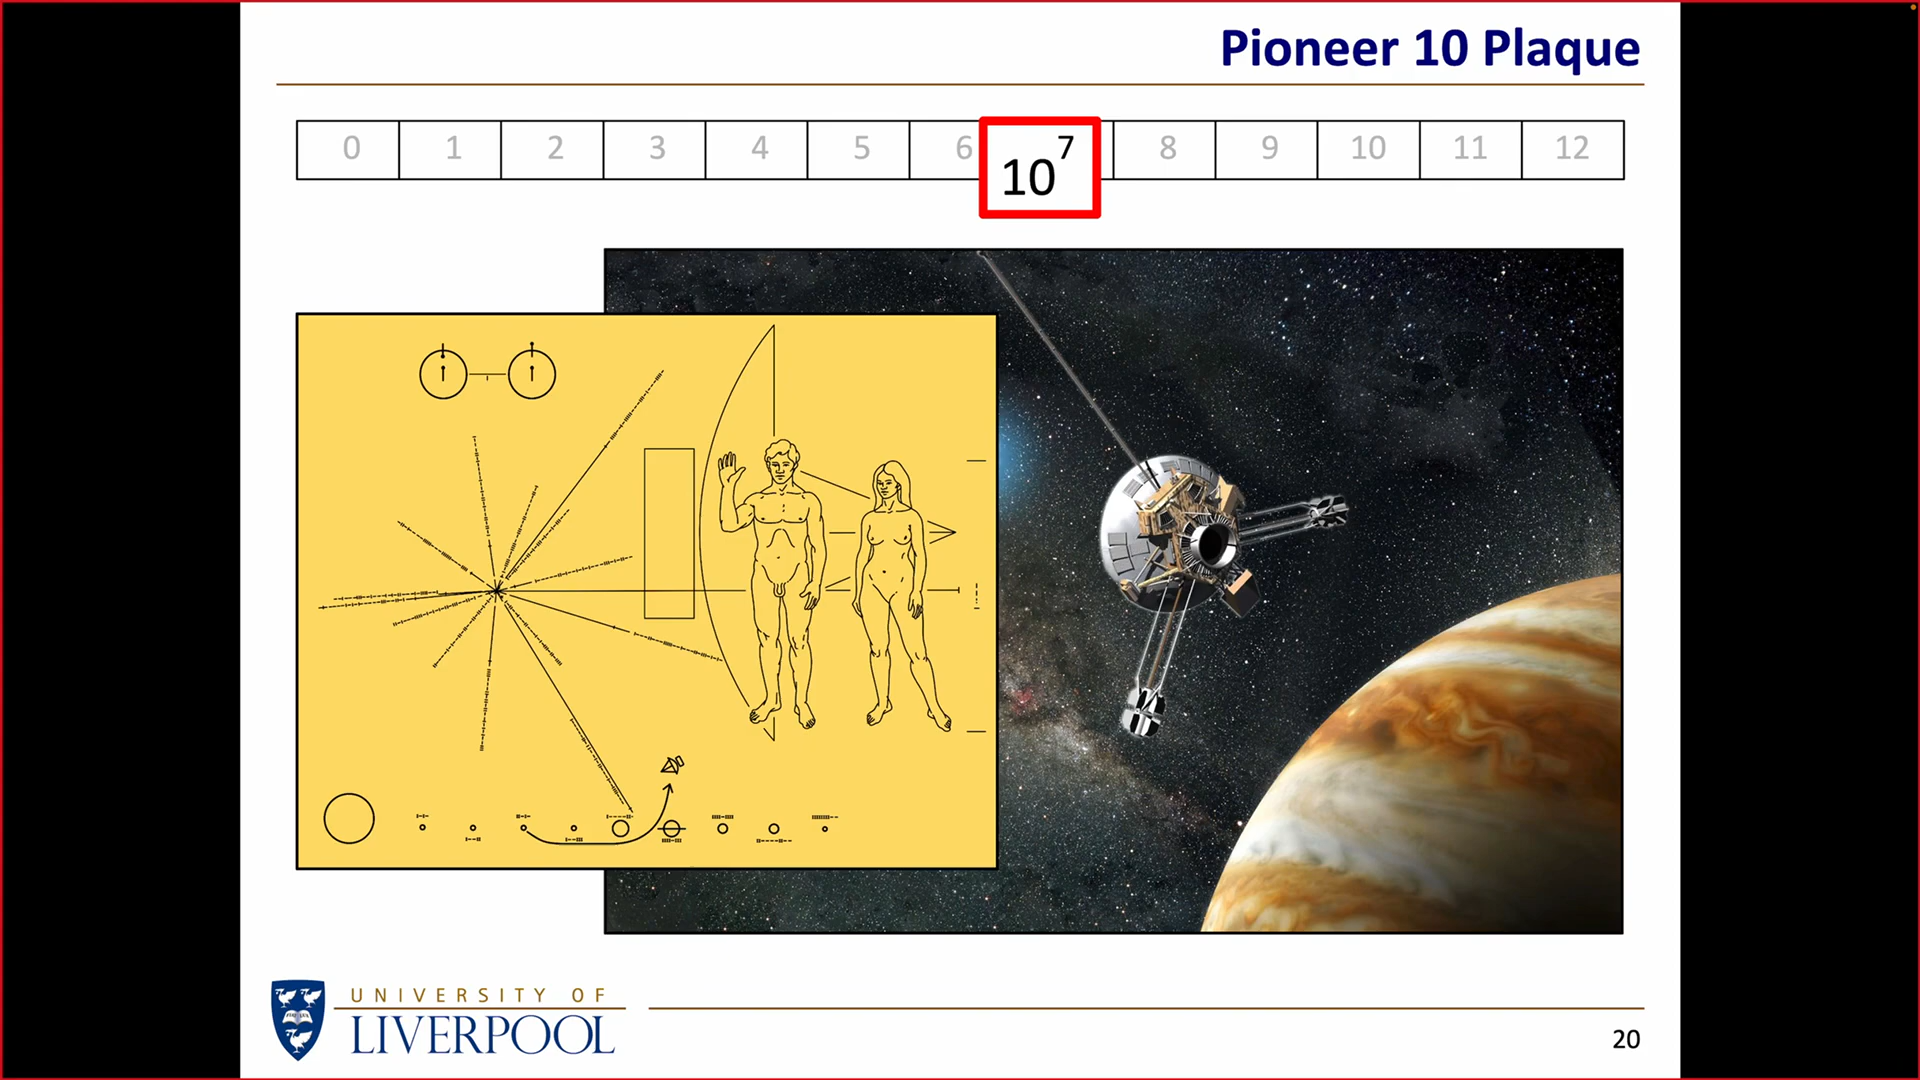 Pioneer 10 Plaque
0 1 2 3 4 5 6 10⁷ 8 9 10 11 12
UNIVERSITY OF
LIVERPOOL
20